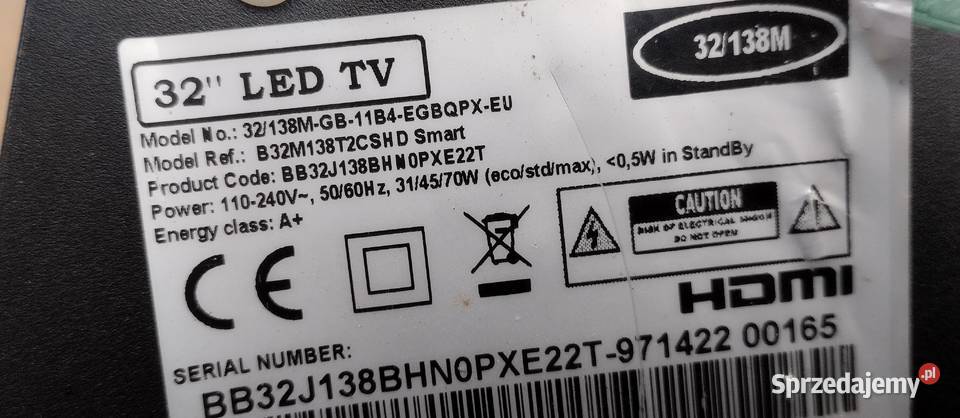 32" LED TV
32/138M
Model No.: 32/138M-GB-11B4-EGBQPX-EU
Model Ref.: B32M138T2CSHD Smart
Product Code: BB32J138BHN0PXE22T
Power: 110-240V~, 50/60Hz, 31/45/70W (eco/std/max), <0,5W in StandBy
Energy class: A+
CE
CAUTION
RISK OF ELECTRICAL SHOCK
DO NOT OPEN
HDMI
SERIAL NUMBER:
BB32J138BHN0PXE22T-971422 00165
Sprzedajemy.pl